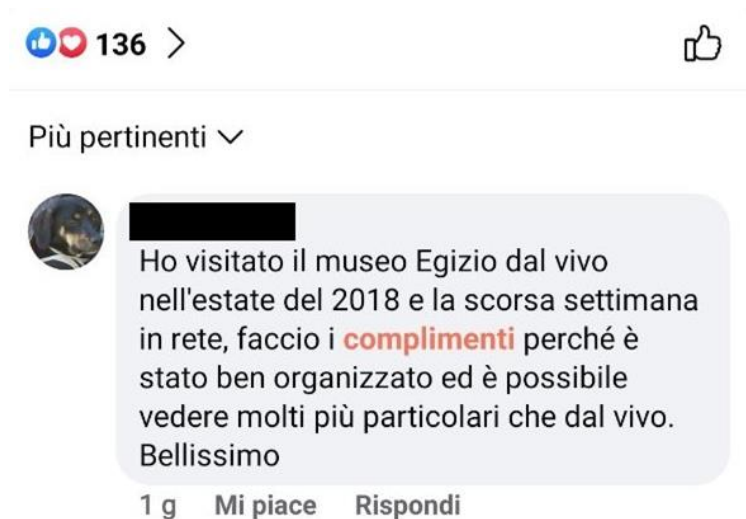 136
Più pertinenti
Ho visitato il museo Egizio dal vivo
nell'estate del 2018 e la scorsa settimana
in rete, faccio i complimenti perché è
stato ben organizzato ed è possibile
vedere molti più particolari che dal vivo.
Bellissimo
1 g Mi piace Rispondi